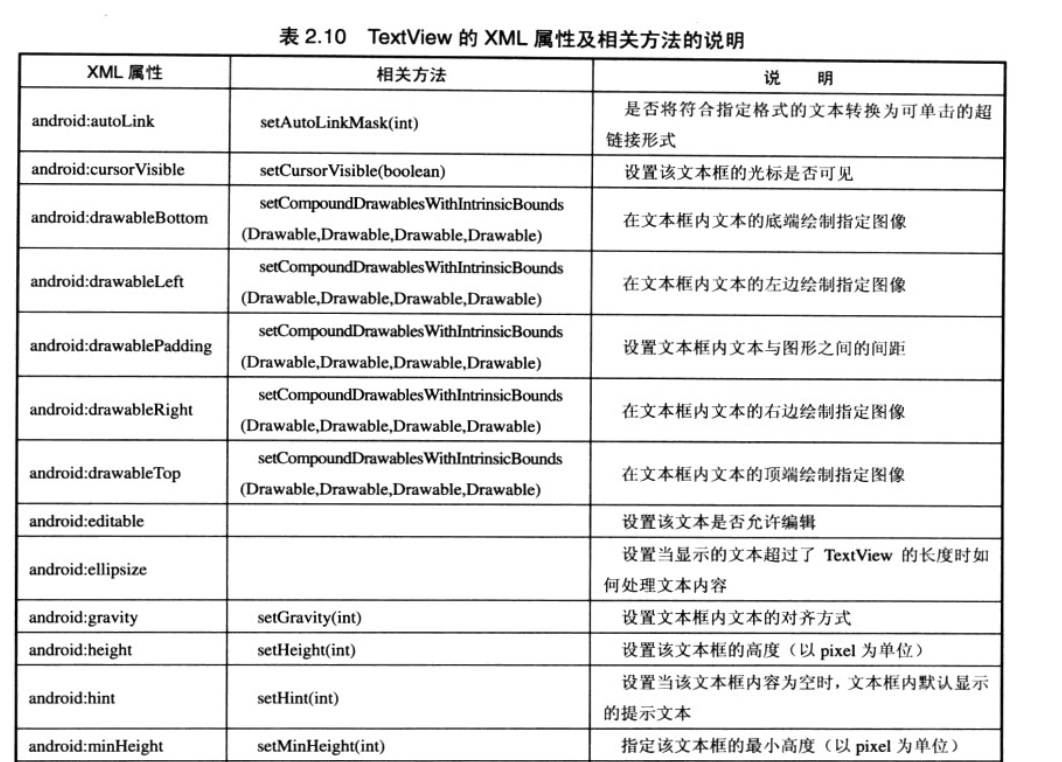 表 2.10 TextView 的 XML 属性及相关方法的说明
XML 属性 相关方法 说 明
android:autoLink setAutoLinkMask(int) 是否将符合指定格式的文本转换为可单击的超
链接形式
android:cursorVisible setCursorVisible(boolean) 设置该文本框的光标是否可见
android:drawableBottom setCompoundDrawablesWithIntrinsicBounds
(Drawable,Drawable,Drawable,Drawable) 在文本框内文本的底端绘制指定图像
android:drawableLeft setCompoundDrawablesWithIntrinsicBounds
(Drawable,Drawable,Drawable,Drawable) 在文本框内文本的左边绘制指定图像
android:drawablePadding setCompoundDrawablesWithIntrinsicBounds
(Drawable,Drawable,Drawable,Drawable) 设置文本框内文本与图形之间的间距
android:drawableRight setCompoundDrawablesWithIntrinsicBounds
(Drawable,Drawable,Drawable,Drawable) 在文本框内文本的右边绘制指定图像
android:drawableTop setCompoundDrawablesWithIntrinsicBounds
(Drawable,Drawable,Drawable,Drawable) 在文本框内文本的顶端绘制指定图像
android:editable 设置该文本是否允许编辑
android:ellipsize 设置当显示的文本超过了 TextView 的长度时如
何处理文本内容
android:gravity setGravity(int) 设置文本框内文本的对齐方式
android:height setHeight(int) 设置该文本框的高度（以 pixel 为单位）
android:hint setHint(int) 设置当该文本框内容为空时，文本框内默认显示
的提示文本
android:minHeight setMinHeight(int) 指定该文本框的最小高度（以 pixel 为单位）